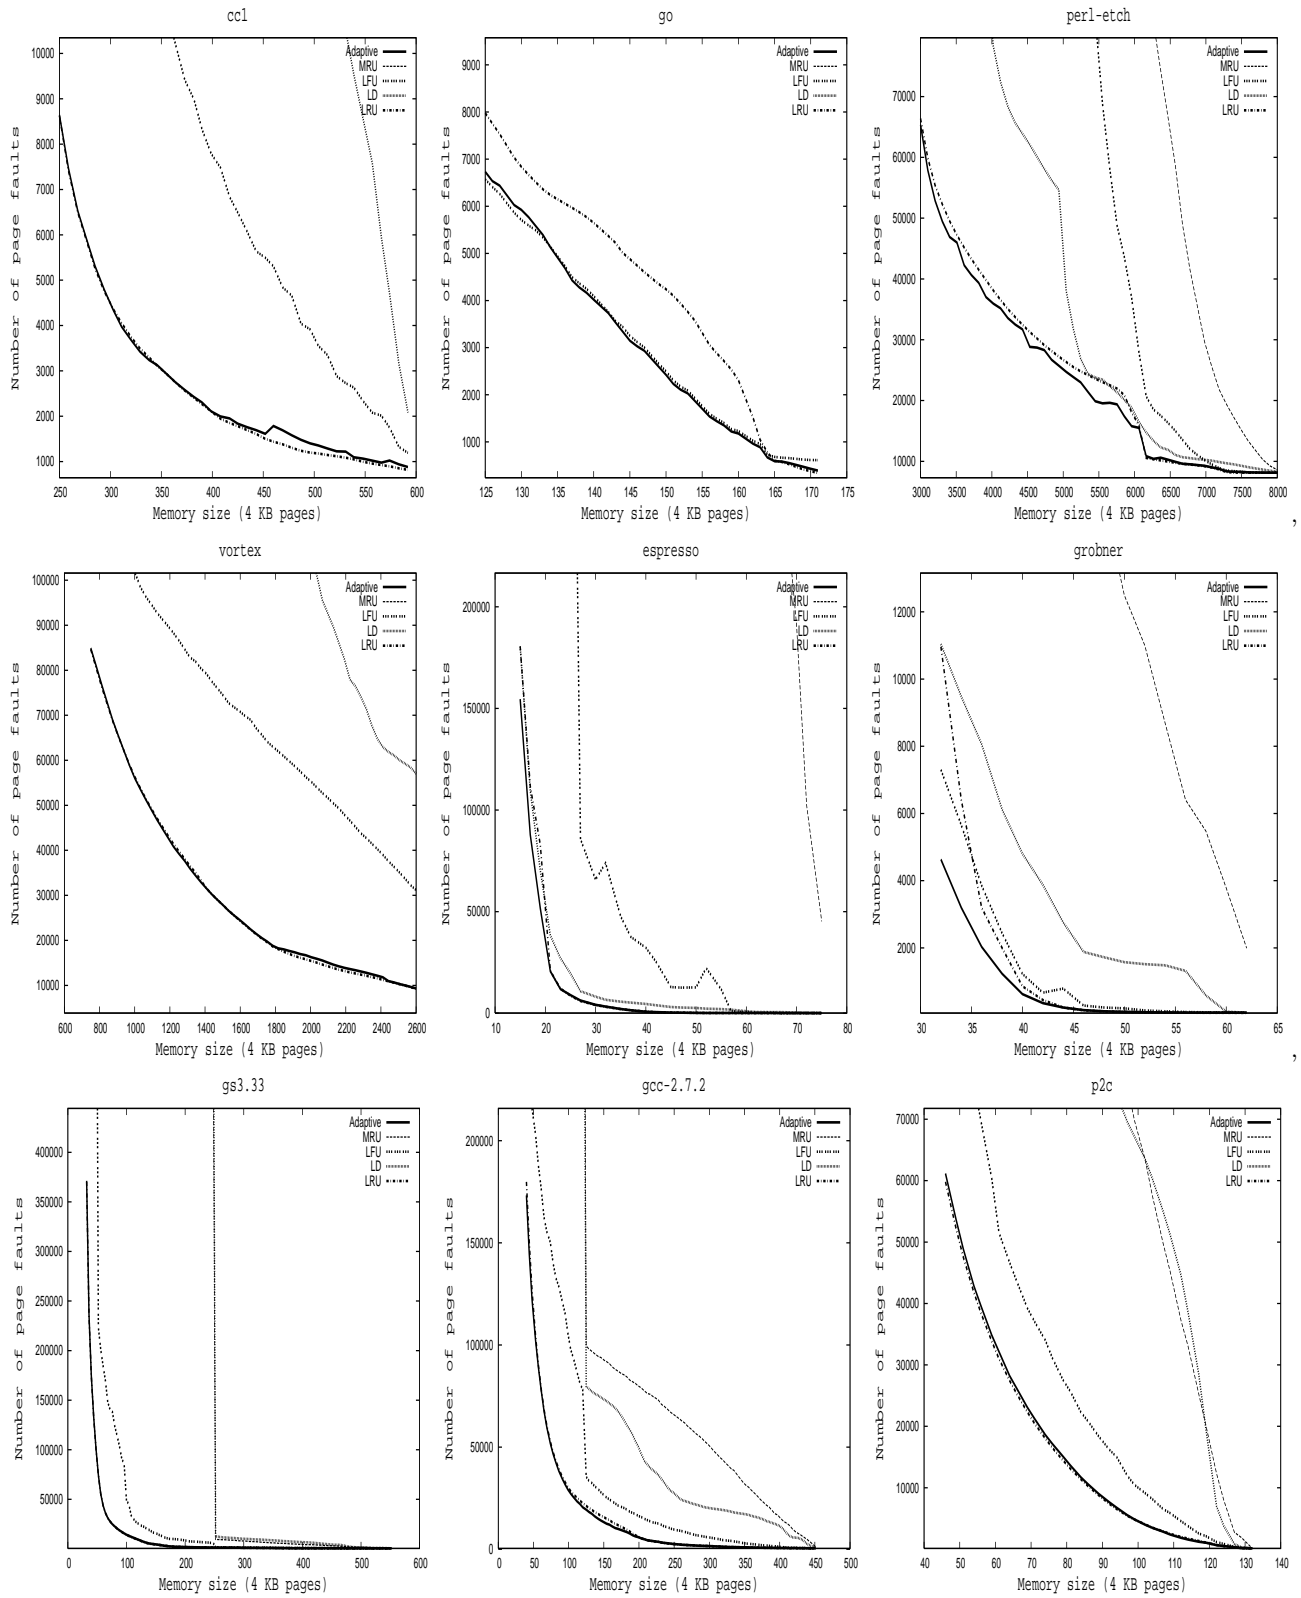 cc1
Number of page faults
10000
9000
8000
7000
6000
5000
4000
3000
2000
1000
Adaptive
MRU
LFU
LD
LRU
250 300 350 400 450 500 550 600
Memory size (4 KB pages)
go
Number of page faults
9000
8000
7000
6000
5000
4000
3000
2000
1000
Adaptive
MRU
LFU
LD
LRU
125 130 135 140 145 150 155 160 165 170 175
Memory size (4 KB pages)
perl-etch
Number of page faults
70000
60000
50000
40000
30000
20000
10000
Adaptive
MRU
LFU
LD
LRU
3000 3500 4000 4500 5000 5500 6000 6500 7000 7500 8000
Memory size (4 KB pages)
,
vortex
Number of page faults
100000
90000
80000
70000
60000
50000
40000
30000
20000
10000
Adaptive
MRU
LFU
LD
LRU
600 800 1000 1200 1400 1600 1800 2000 2200 2400 2600
Memory size (4 KB pages)
espresso
Number of page faults
200000
150000
100000
50000
0
Adaptive
MRU
LFU
LD
LRU
10 20 30 40 50 60 70 80
Memory size (4 KB pages)
grobner
Number of page faults
12000
10000
8000
6000
4000
2000
Adaptive
MRU
LFU
LD
LRU
30 35 40 45 50 55 60 65
Memory size (4 KB pages)
,
gs3.33
Number of page faults
400000
350000
300000
250000
200000
150000
100000
50000
Adaptive
MRU
LFU
LD
LRU
0 100 200 300 400 500 600
Memory size (4 KB pages)
gcc-2.7.2
Number of page faults
200000
150000
100000
50000
0
Adaptive
MRU
LFU
LD
LRU
0 50 100 150 200 250 300 350 400 450 500
Memory size (4 KB pages)
p2c
Number of page faults
70000
60000
50000
40000
30000
20000
10000
Adaptive
MRU
LFU
LD
LRU
40 50 60 70 80 90 100 110 120 130 140
Memory size (4 KB pages)